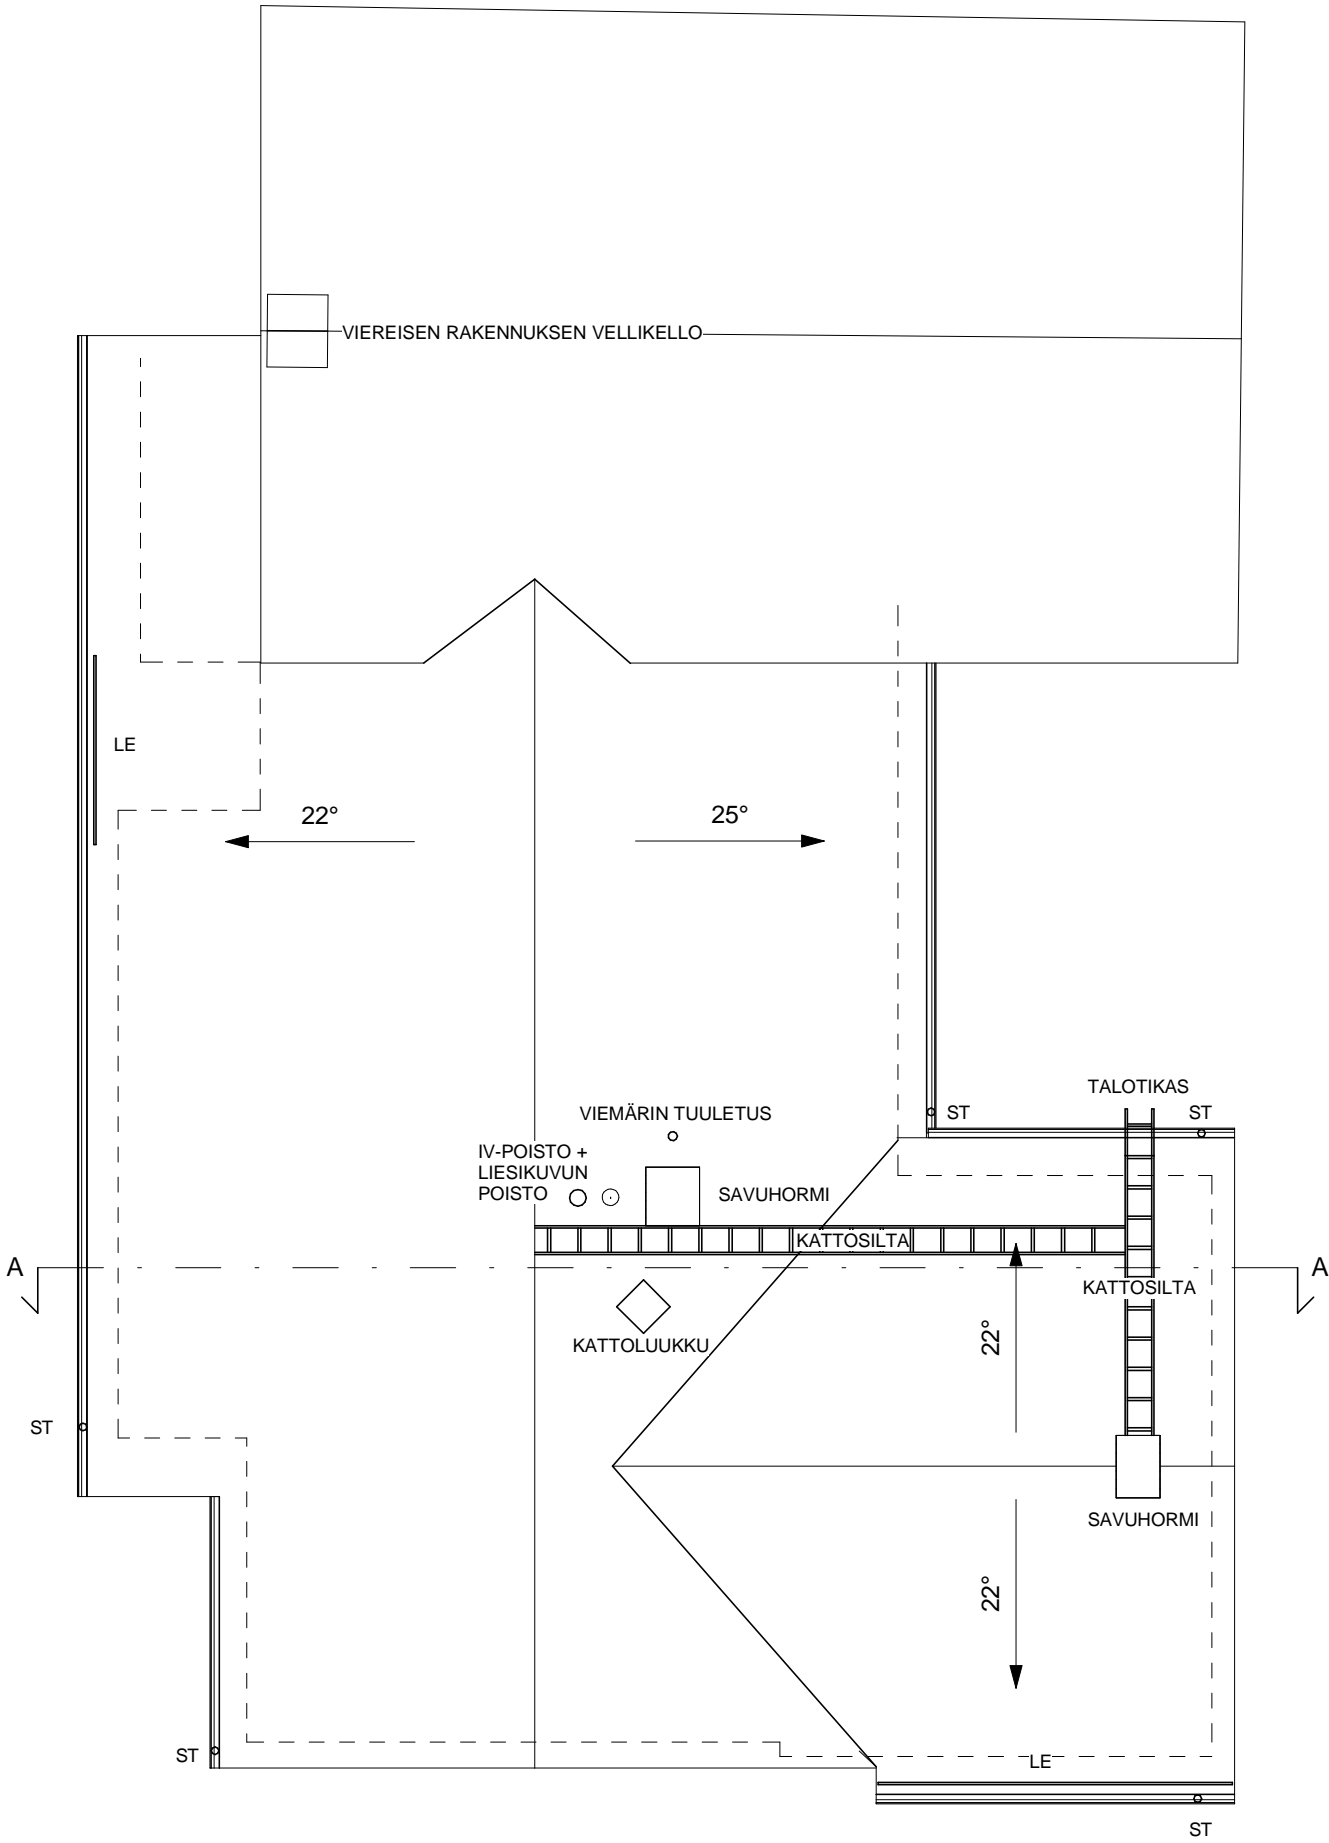 VIEREISEN RAKENNUKSEN VELLIKELLO
LE
22°
25°
TALOTIKAS
ST
ST
VIEMÄRIN TUULETUS
IV-POISTO +
LIESIKUVUN
POISTO
SAVUHORMI
KATTOSILTA
A
A
KATTOSILTA
KATTOLUUKKU
22°
ST
SAVUHORMI
22°
ST
LE
ST